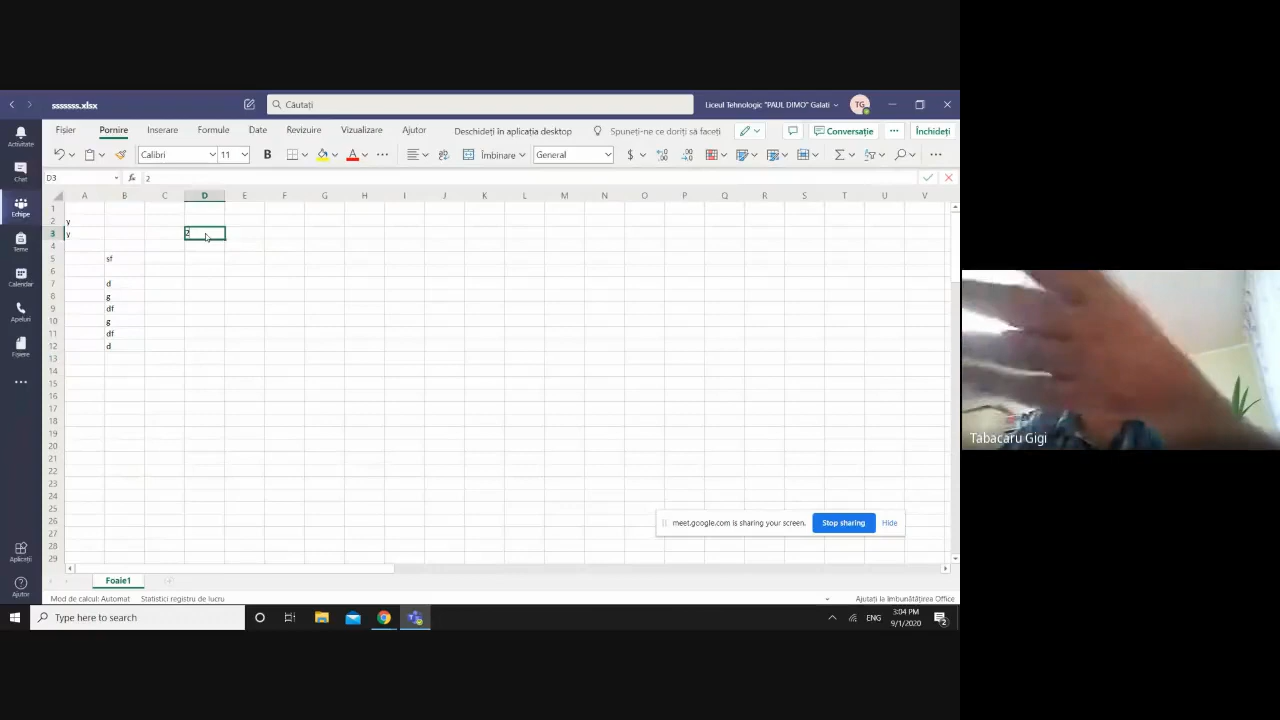 sssssss.xlsx
Căutați
Liceul Tehnologic "PAUL DIMO" Galati
TG
Fișier Pornire Inserare Formule Date Revizuire Vizualizare Ajutor Deschideți în aplicația desktop Spuneți-ne ce doriți să faceți Conversație Închideți
Calibri 11 B A Îmbinare General $
D3 fx 2
A B C D E F G H I J K L M N O P Q R S T U V
1
2 y
3 y 2
4
5 sf
6
7 d
8 g
9 df
10 g
11 df
12 d
13
14
15
16
17
18
19
20
21
22
23
24
25
26
27
28
29
Activitate
Chat
Echipe
Teme
Calendar
Apeluri
Fișiere
Aplicații
Ajutor
meet.google.com is sharing your screen. Stop sharing Hide
Foaie1
Mod de calcul: Automat Statistici registru de lucru Ajutați la îmbunătățirea Office
Type here to search
ENG
3:04 PM
9/1/2020
2
Tabacaru Gigi